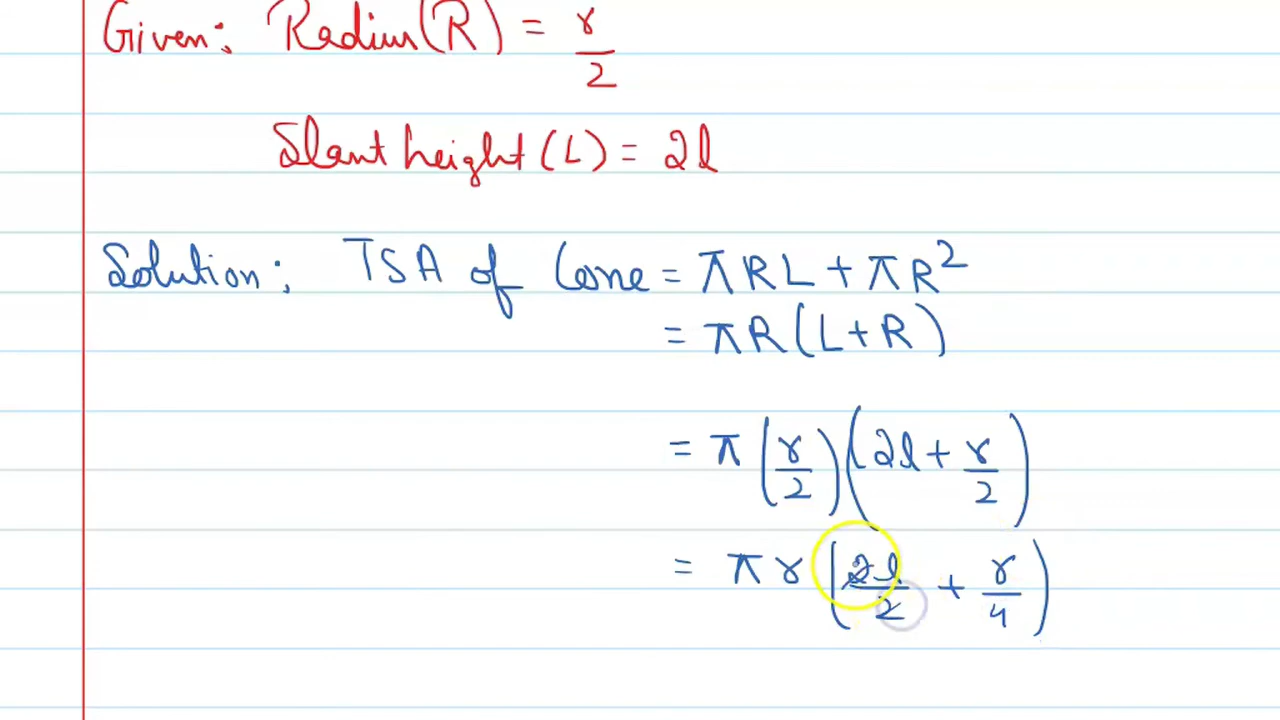 Given: Radius(R) = r/2
Slant height (L) = 2l
Solution: TSA of Cone = πRL + πR²
= πR(L+R)
= π(r/2)(2l + r/2)
= πr(2l/2 + r/4)